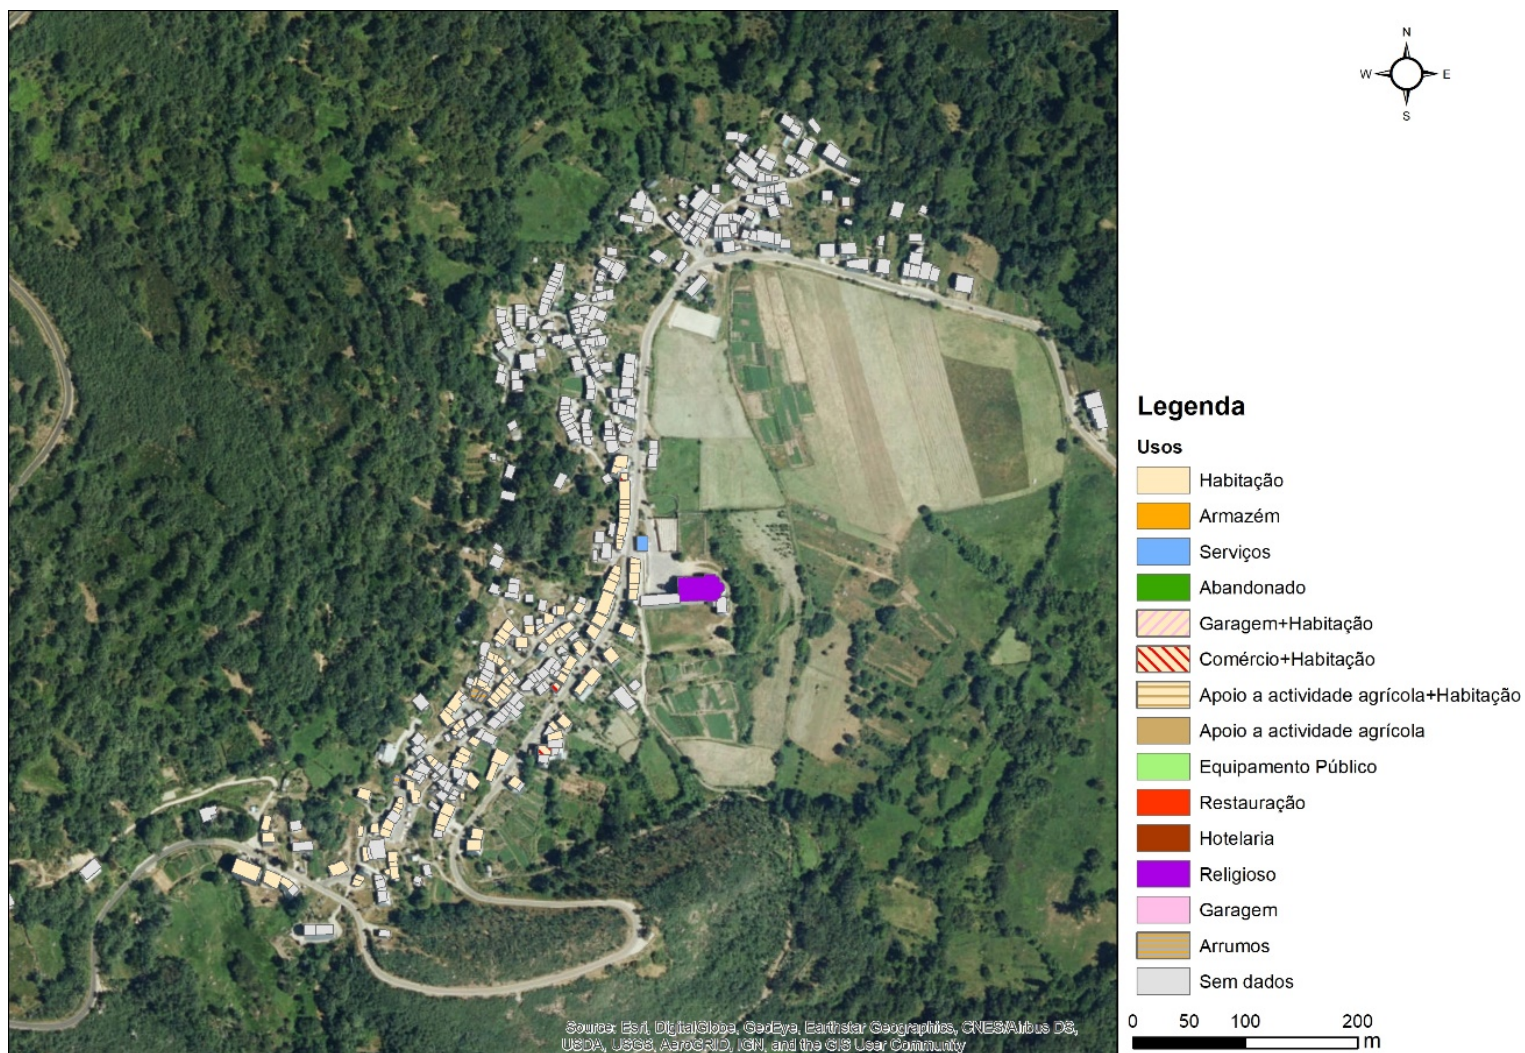 N
W E
S
Legenda
Usos
Habitação
Armazém
Serviços
Abandonado
Garagem+Habitação
Comércio+Habitação
Apoio a actividade agrícola+Habitação
Apoio a actividade agrícola
Equipamento Público
Restauração
Hotelaria
Religioso
Garagem
Arrumos
Sem dados
0 50 100 200
m
Source: Esri, DigitalGlobe, GeoEye, Earthstar Geographics, CNES/Airbus DS,
USDA, USGS, AeroGRID, IGN, and the GIS User Community